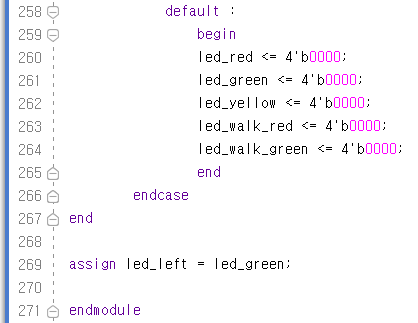 258 default :
259 begin
260 led_red <= 4'b0000;
261 led_green <= 4'b0000;
262 led_yellow <= 4'b0000;
263 led_walk_red <= 4'b0000;
264 led_walk_green <= 4'b0000;
265 end
266 endcase
267 end
268
269 assign led_left = led_green;
270
271 endmodule